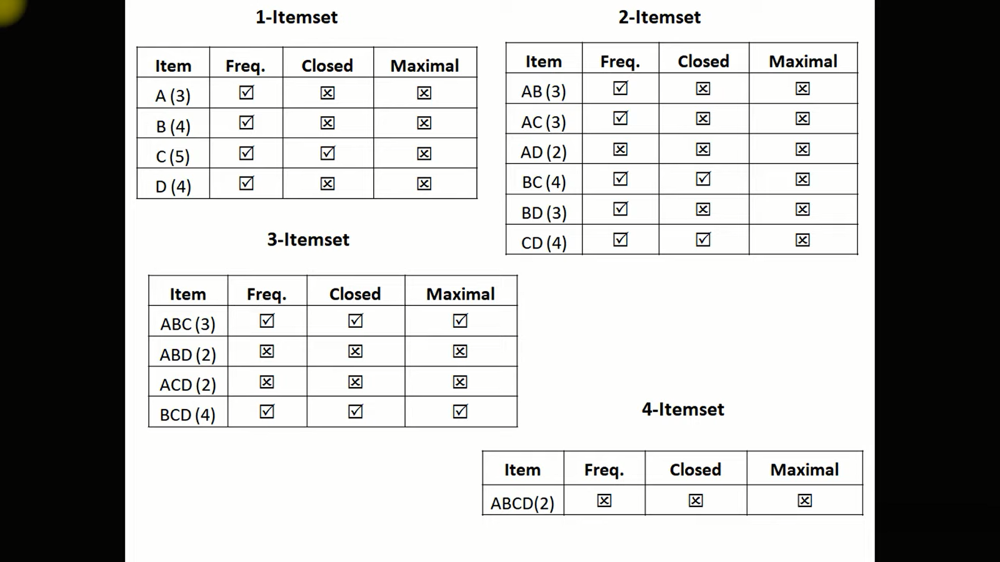 1-Itemset
Item Freq. Closed Maximal
A (3) ☑ ☒ ☒
B (4) ☑ ☒ ☒
C (5) ☑ ☑ ☒
D (4) ☑ ☒ ☒
2-Itemset
Item Freq. Closed Maximal
AB (3) ☑ ☒ ☒
AC (3) ☑ ☒ ☒
AD (2) ☒ ☒ ☒
BC (4) ☑ ☑ ☒
BD (3) ☑ ☒ ☒
CD (4) ☑ ☑ ☒
3-Itemset
Item Freq. Closed Maximal
ABC (3) ☑ ☑ ☑
ABD (2) ☒ ☒ ☒
ACD (2) ☒ ☒ ☒
BCD (4) ☑ ☑ ☑
4-Itemset
Item Freq. Closed Maximal
ABCD(2) ☒ ☒ ☒